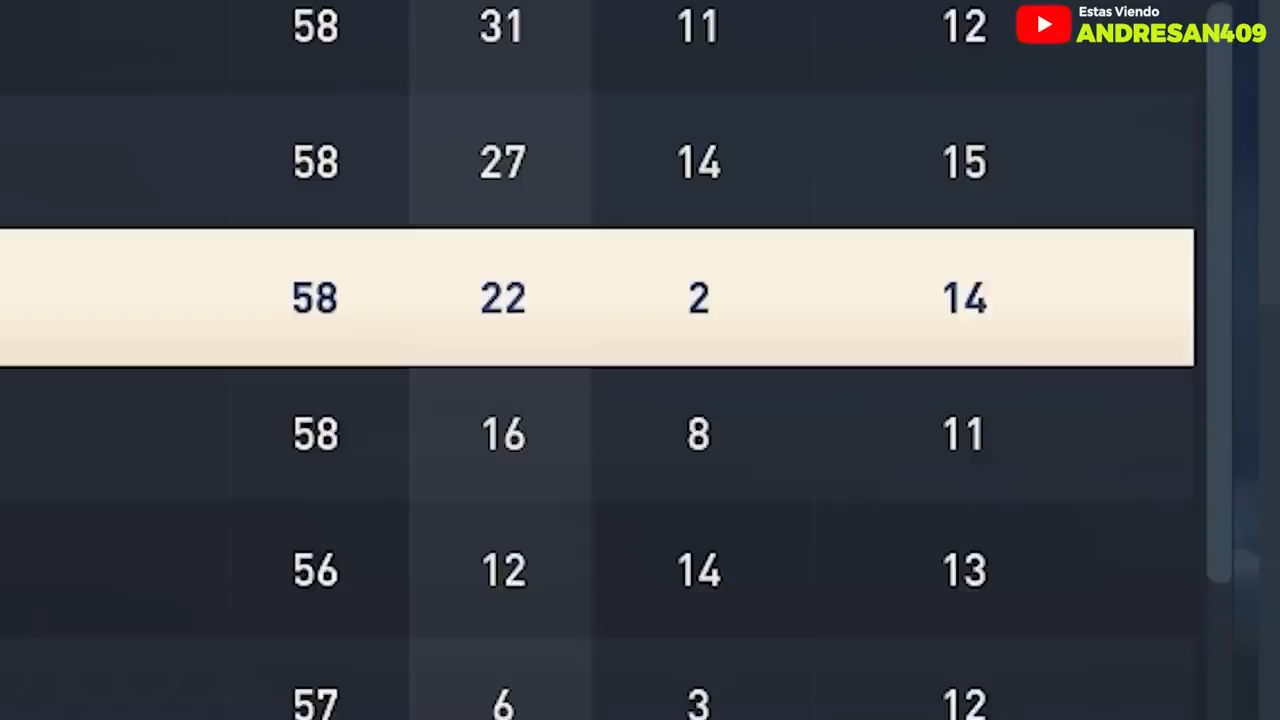 Estas Viendo
ANDRESAN409
58 31 11 12
58 27 14 15
58 22 2 14
58 16 8 11
56 12 14 13
57 6 3 12